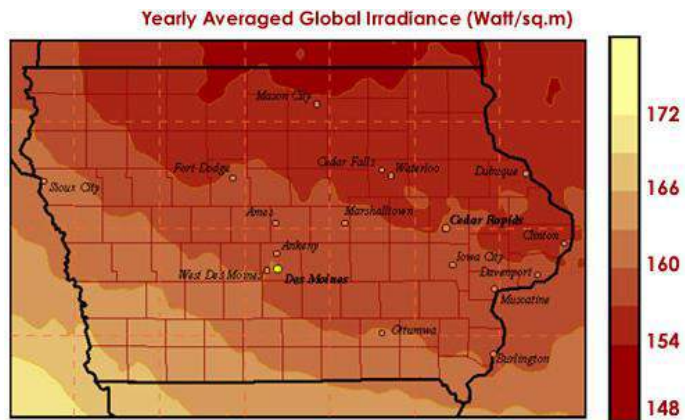 Yearly Averaged Global Irradiance (Watt/sq.m)
Mason City
Fort Dodge
Cedar Falls
Waterloo
Dubuque
Sioux City
Ames
Marshalltown
Cedar Rapids
Clinton
Ankeny
Iowa City
West Des Moines
Des Moines
Davenport
Muscatine
Ottumwa
Burlington
172
166
160
154
148